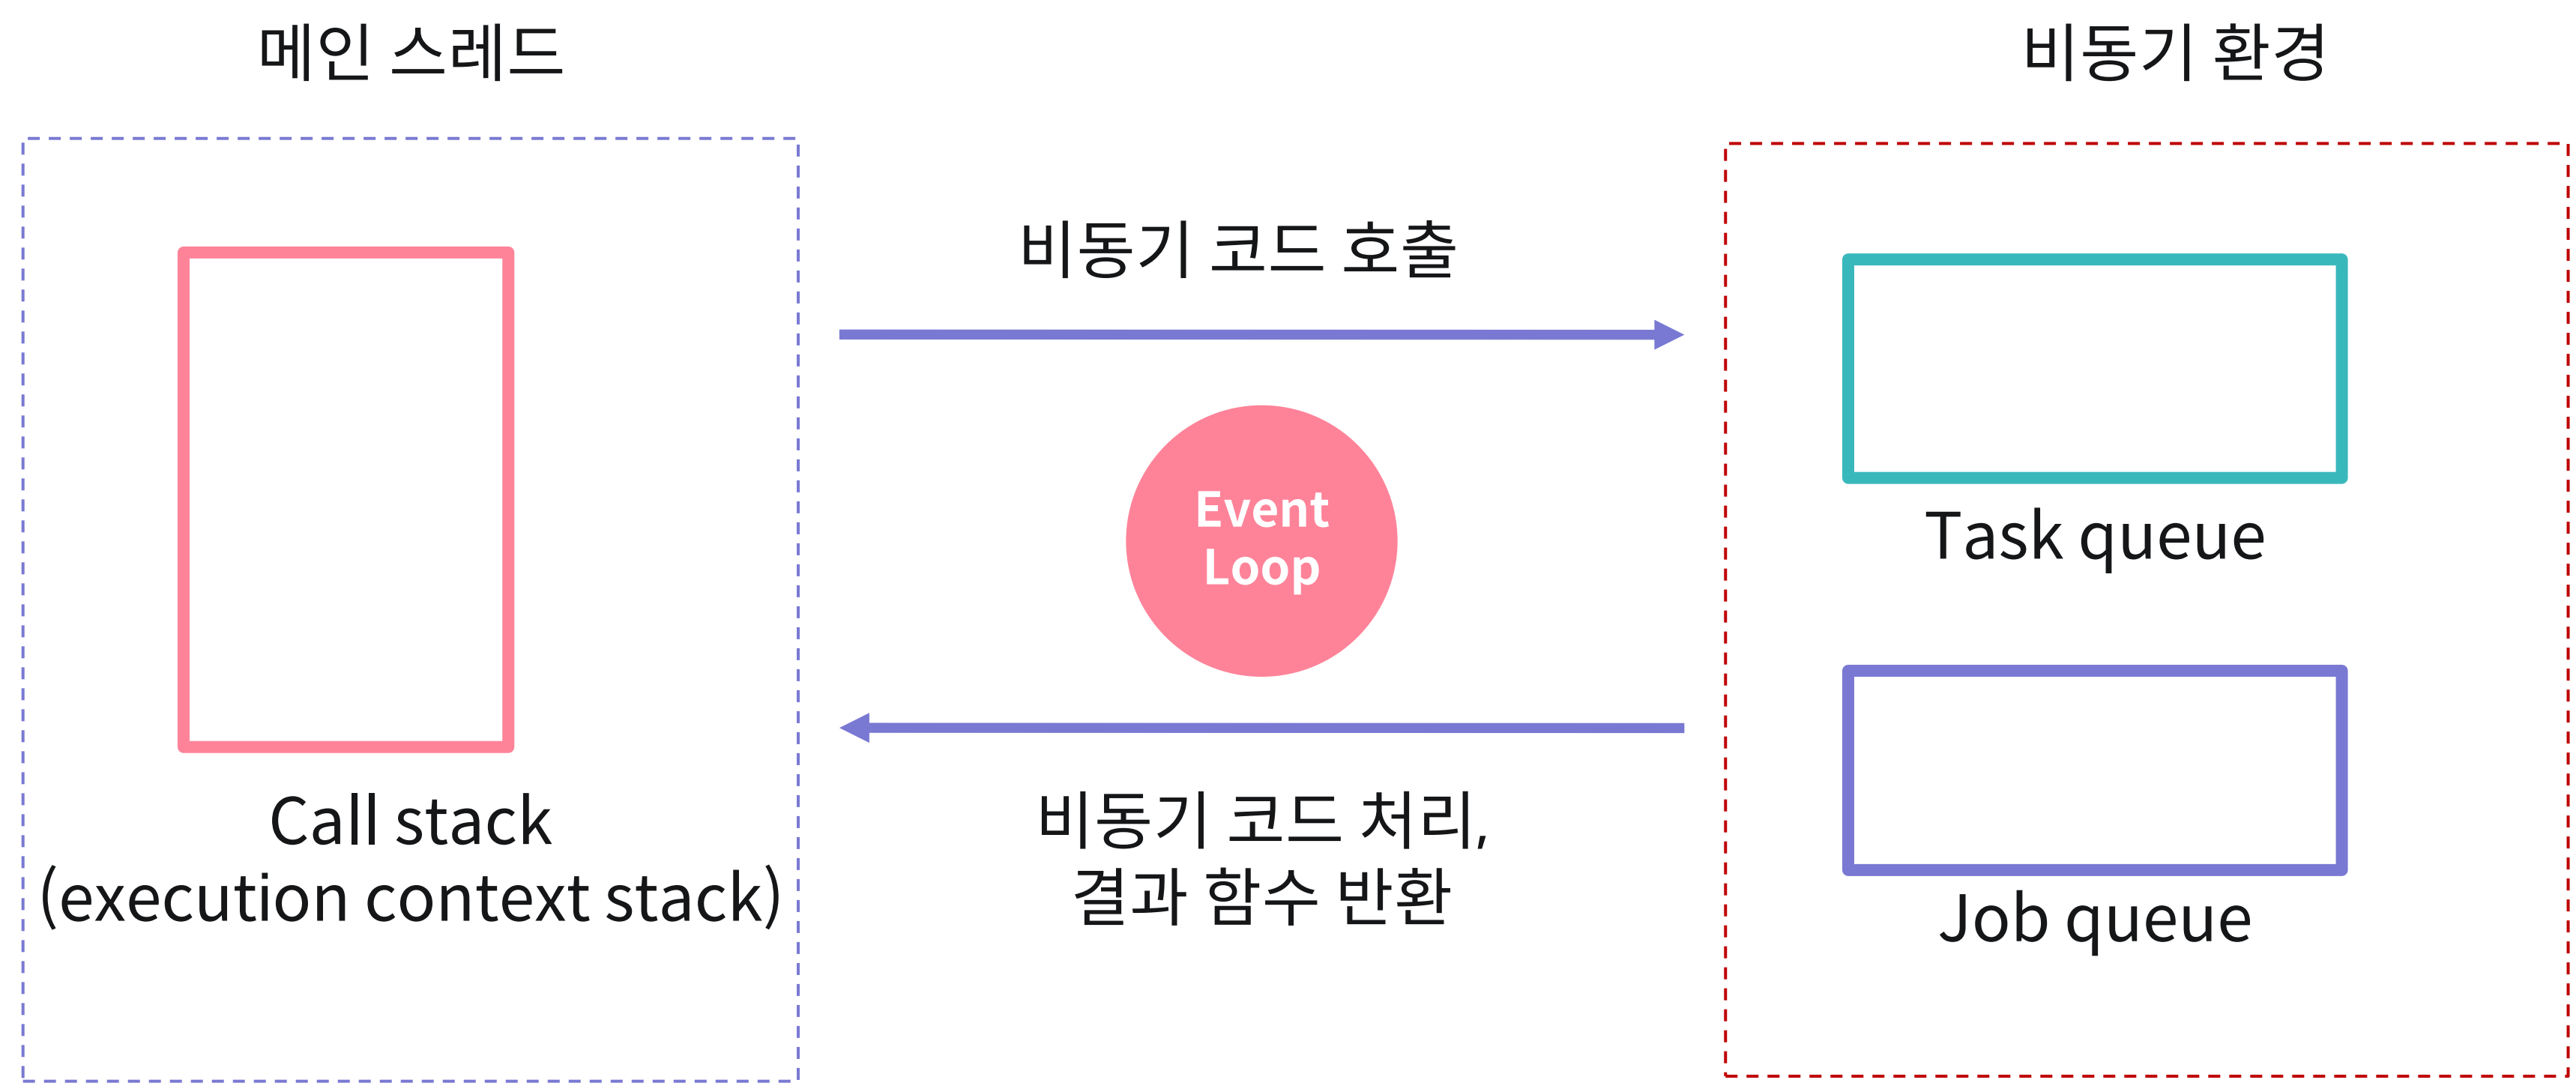 메인 스레드
비동기 환경
비동기 코드 호출
Event
Loop
Task queue
비동기 코드 처리,
결과 함수 반환
Call stack
(execution context stack)
Job queue